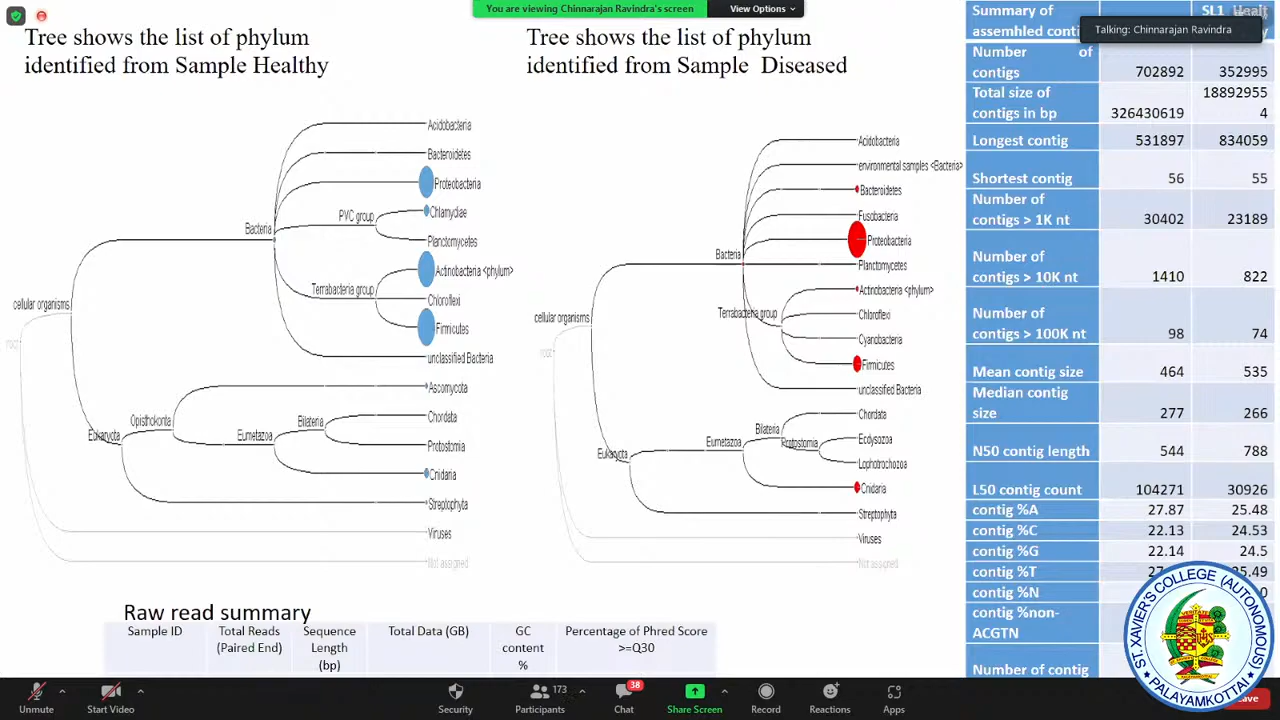 You are viewing Chinnarajan Ravindra's screen
View Options
Talking: Chinnarajan Ravindra
Tree shows the list of phylum
identified from Sample Healthy
Acidobacteria
Bacteroidetes
Proteobacteria
PVC group
Chlamydiae
Bacteria
Planctomycetes
Actinobacteria <phylum>
Terrabacteria group
Chloroflexi
cellular organisms
Firmicutes
root
unclassified Bacteria
Ascomycota
Opisthokonta
Bilateria
Chordata
Eukaryota
Eumetazoa
Protostomia
Cnidaria
Streptophyta
Viruses
Not assigned
Tree shows the list of phylum
identified from Sample Diseased
Acidobacteria
environmental samples <Bacteria>
Bacteroidetes
Fusobacteria
Proteobacteria
Bacteria
Planctomycetes
Actinobacteria <phylum>
Terrabacteria group
Chloroflexi
cellular organisms
Cyanobacteria
root
Firmicutes
unclassified Bacteria
Chordata
Bilateria
Ecdysozoa
Eumetazoa
Protostomia
Eukaryota
Lophotrochozoa
Cnidaria
Streptophyta
Viruses
Not assigned
Summary of SL1
Number of
contigs 702892 352995
Total size of 18892955
contigs in bp 326430619 4
Longest contig 531897 834059
Shortest contig 56 55
Number of
contigs > 1K nt 30402 23189
Number of
contigs > 10K nt 1410 822
Number of
contigs > 100K nt 98 74
Mean contig size 464 535
Median contig
size 277 266
N50 contig length 544 788
L50 contig count 104271 30926
contig %A 27.87 25.48
contig %C 22.13 24.53
contig %G 22.14 24.5
contig %T
contig %N
contig %non-
ACGTN
Number of contig
Raw read summary
Sample ID Total Reads Sequence Total Data (GB) GC Percentage of Phred Score
(Paired End) Length content >=Q30
(bp) %
ST. XAVIER'S COLLEGE (AUTONOMOUS)
PALAYAMKOTTAI
Unmute Start Video Security Participants 173 Chat 38 Share Screen Record Reactions Apps